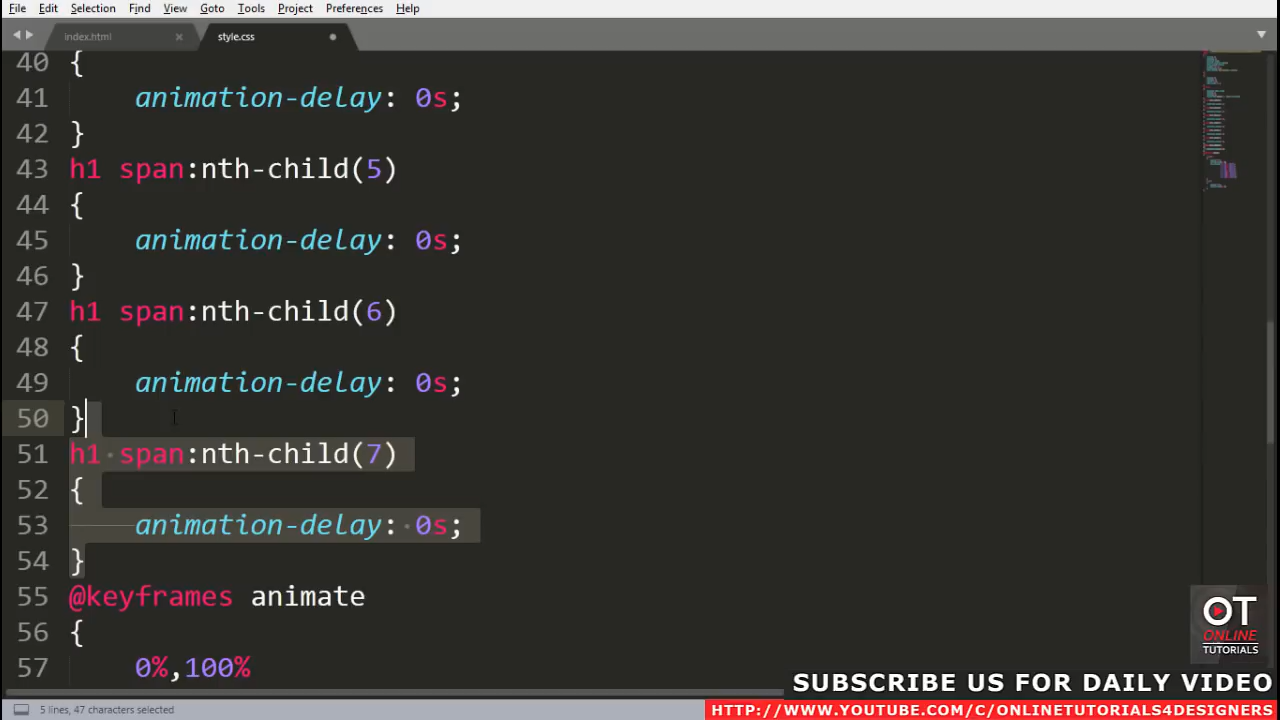 File Edit Selection Find View Goto Tools Project Preferences Help
index.html × style.css
40 {
41 animation-delay: 0s;
42 }
43 h1 span:nth-child(5)
44 {
45 animation-delay: 0s;
46 }
47 h1 span:nth-child(6)
48 {
49 animation-delay: 0s;
50 }
51 h1 span:nth-child(7)
52 {
53 animation-delay: 0s;
54 }
55 @keyframes animate
56 {
57 0%,100%
OT
ONLINE
TUTORIALS
SUBSCRIBE US FOR DAILY VIDEO
5 lines, 47 characters selected
HTTP://WWW.YOUTUBE.COM/C/ONLINETUTORIALS4DESIGNERS